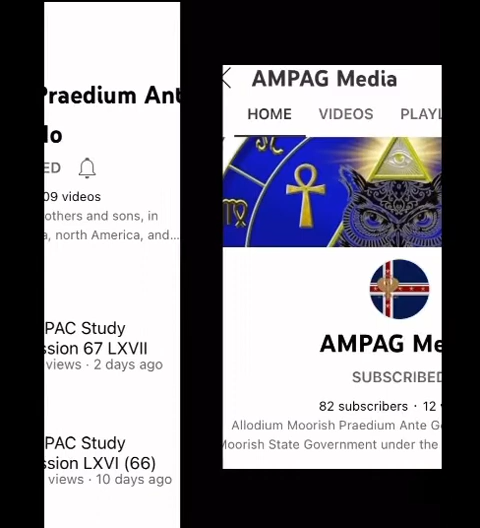 Praedium Ant
lo
ED
09 videos
others and sons, in
a, north America, and...
PAC Study
ssion 67 LXVII
views · 2 days ago
PAC Study
ssion LXVI (66)
views · 10 days ago
AMPAG Media
HOME VIDEOS PLAYL
AMPAG Me
SUBSCRIBED
82 subscribers · 12
Allodium Moorish Praedium Ante G
Moorish State Government under the